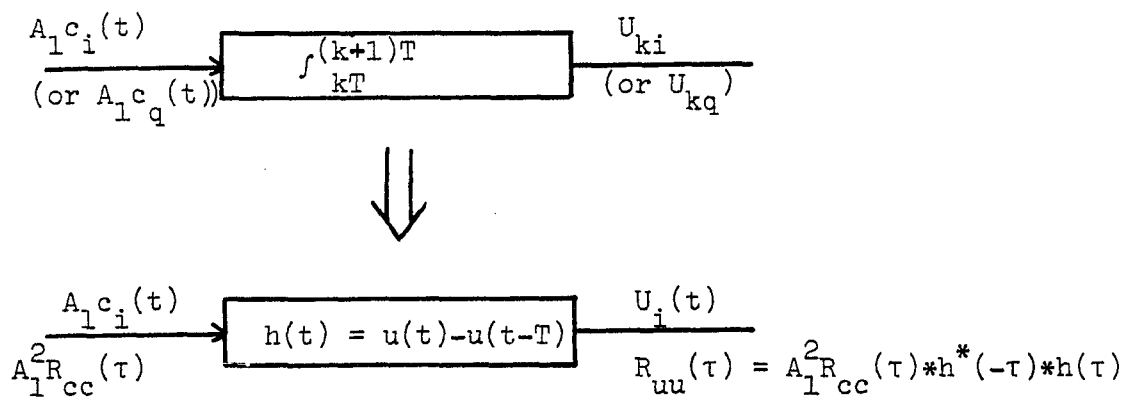 A₁cᵢ(t)
(or A₁c_q(t))
∫_{kT}^{(k+1)T}
U_{ki}
(or U_{kq})
A₁cᵢ(t)
A₁²R_{cc}(τ)
h(t) = u(t)-u(t-T)
Uᵢ(t)
R_{uu}(τ) = A₁²R_{cc}(τ)*h*(-τ)*h(τ)